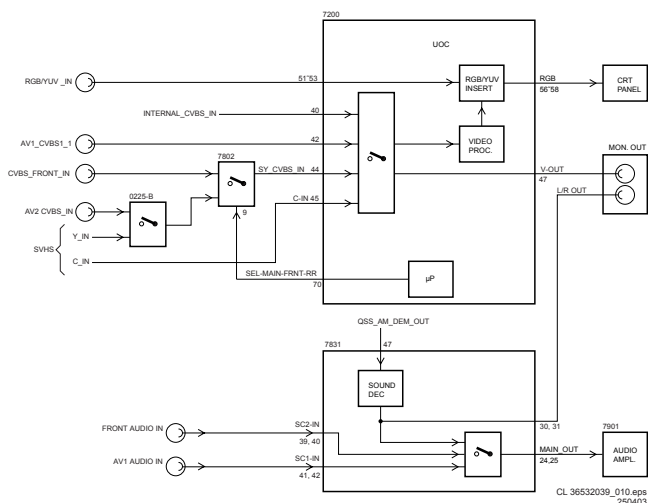 7200
UOC
RGB/YUV _IN
51~53
RGB/YUV
INSERT
RGB
56~58
CRT
PANEL
INTERNAL_CVBS_IN
40
AV1_CVBS1_1
42
VIDEO
PROC.
MON. OUT
CVBS_FRONT_IN
7802
SY_CVBS_IN
44
V-OUT
47
0225-B
L/R OUT
AV2 CVBS_IN
9
C-IN
45
SVHS
Y_IN
C_IN
SEL-MAIN-FRNT-RR
70
µP
QSS_AM_DEM_OUT
7831
47
SOUND
DEC
FRONT AUDIO IN
SC2-IN
39, 40
30, 31
7901
AV1 AUDIO IN
SC1-IN
41, 42
MAIN_OUT
24,25
AUDIO
AMPL.
CL 36532039_010.eps
250403